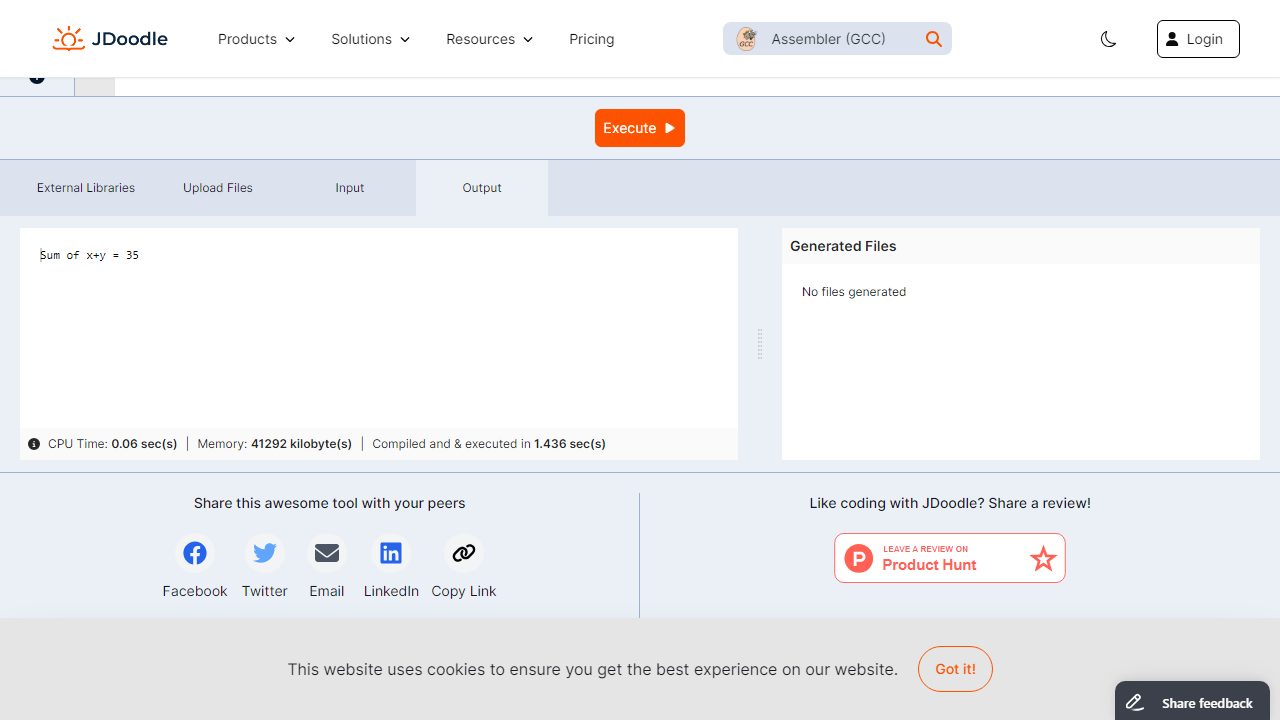 JDoodle
Products
Solutions
Resources
Pricing
GCC
Assembler (GCC)
Login
Execute
External Libraries
Upload Files
Input
Output
Sum of x+y = 35
Generated Files
No files generated
CPU Time: 0.06 sec(s) | Memory: 41292 kilobyte(s) | Compiled and & executed in 1.436 sec(s)
Share this awesome tool with your peers
Facebook
Twitter
Email
LinkedIn
Copy Link
Like coding with JDoodle? Share a review!
P
LEAVE A REVIEW ON
Product Hunt
This website uses cookies to ensure you get the best experience on our website.
Got it!
Share feedback